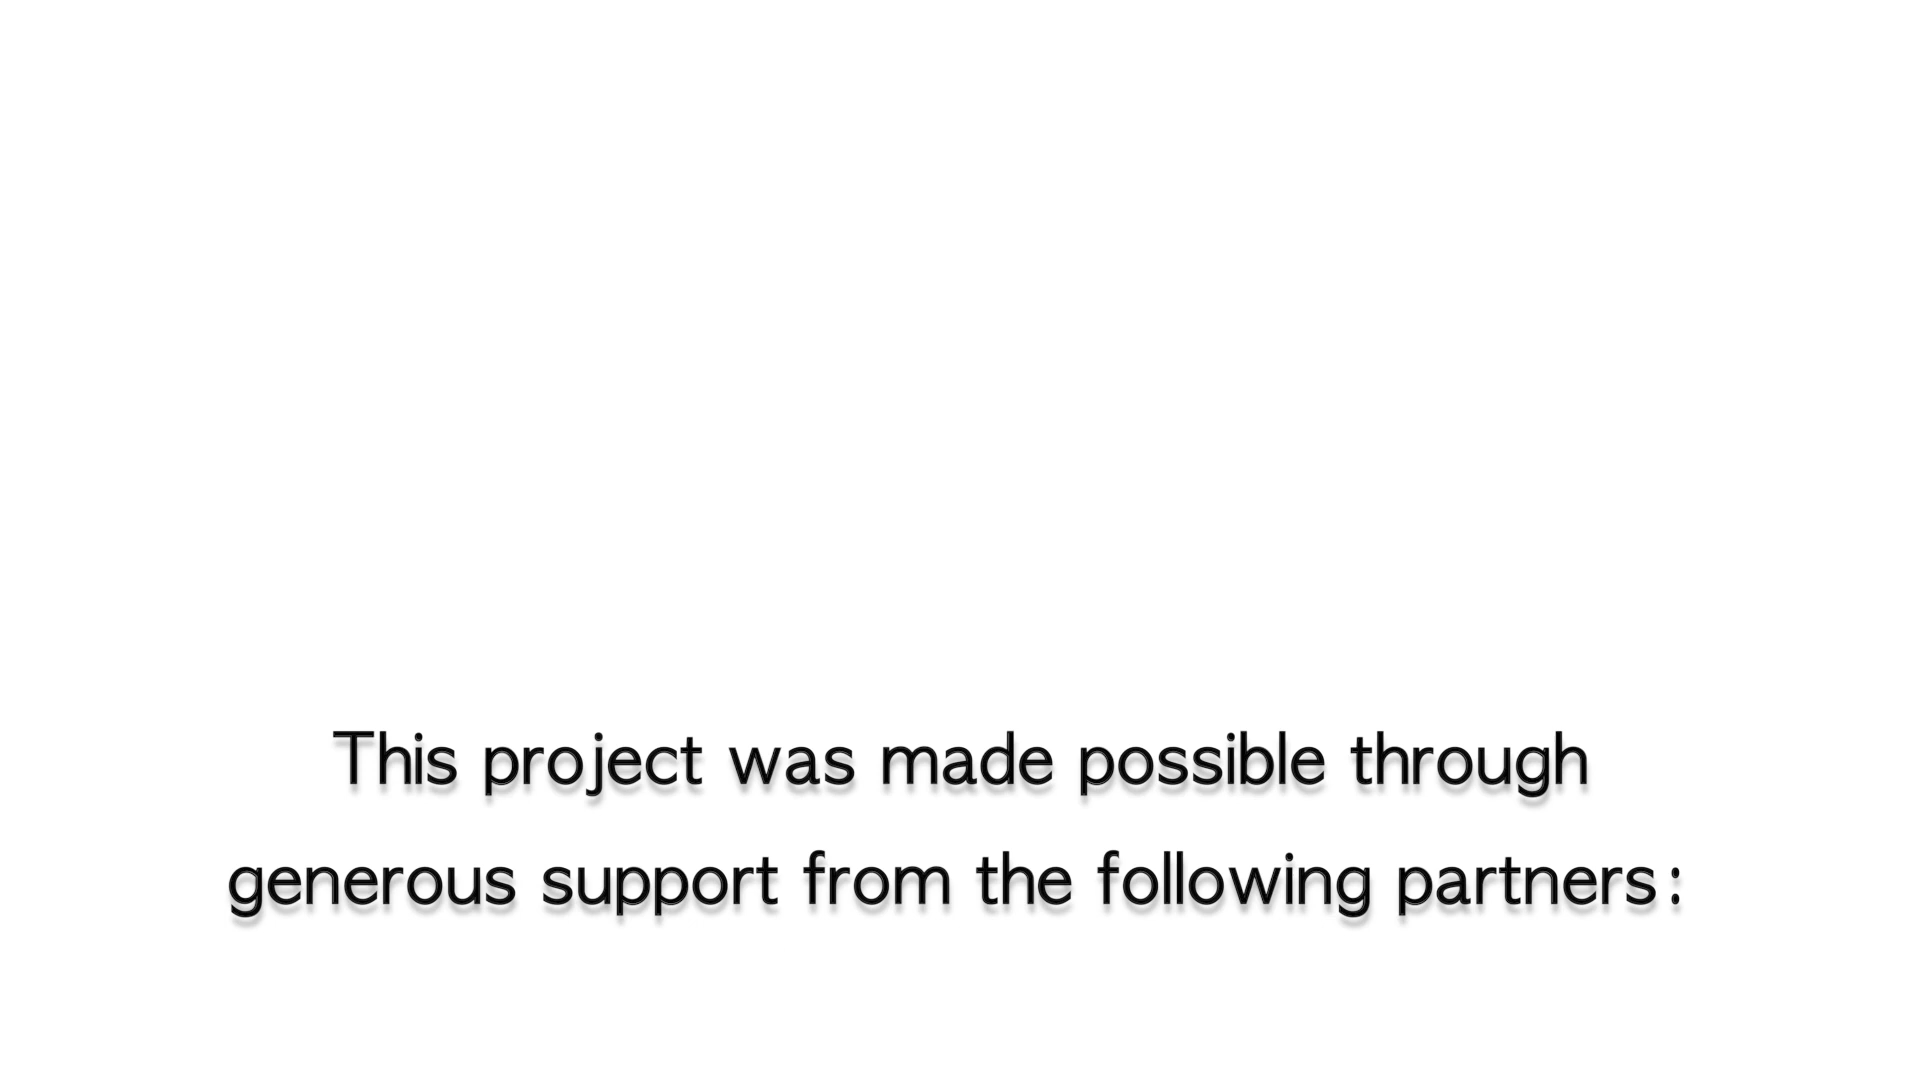 This project was made possible through
generous support from the following partners: